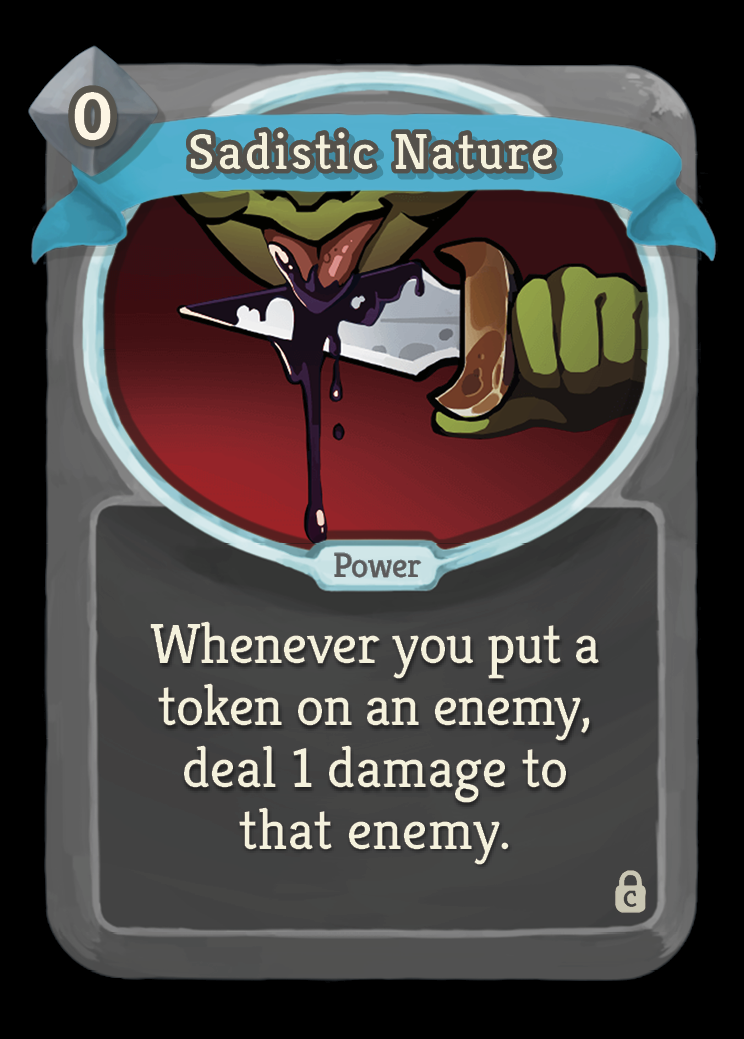 0
Sadistic Nature
Power
Whenever you put a
token on an enemy,
deal 1 damage to
that enemy.
C